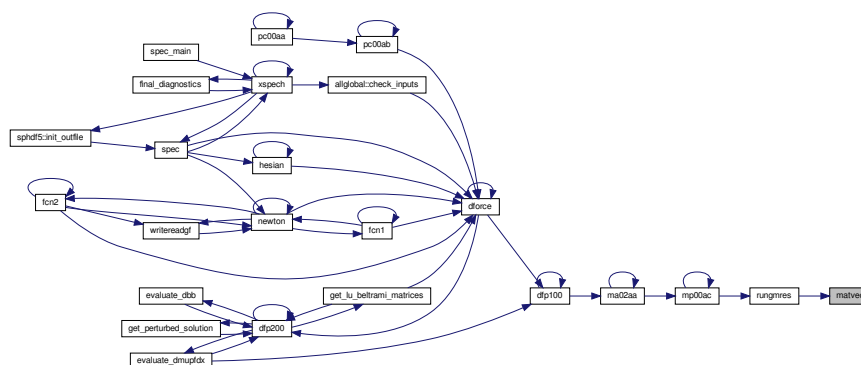 pc00aa
pc00ab
spec_main
final_diagnostics
xspech
allglobal::check_inputs
sphdf5::init_outfile
spec
hesian
fcn2
newton
writereadgf
fcn1
dforce
evaluate_dbb
get_lu_beltrami_matrices
dfp100
ma02aa
mp00ac
rungmres
get_perturbed_solution
dfp200
evaluate_dmupfdx